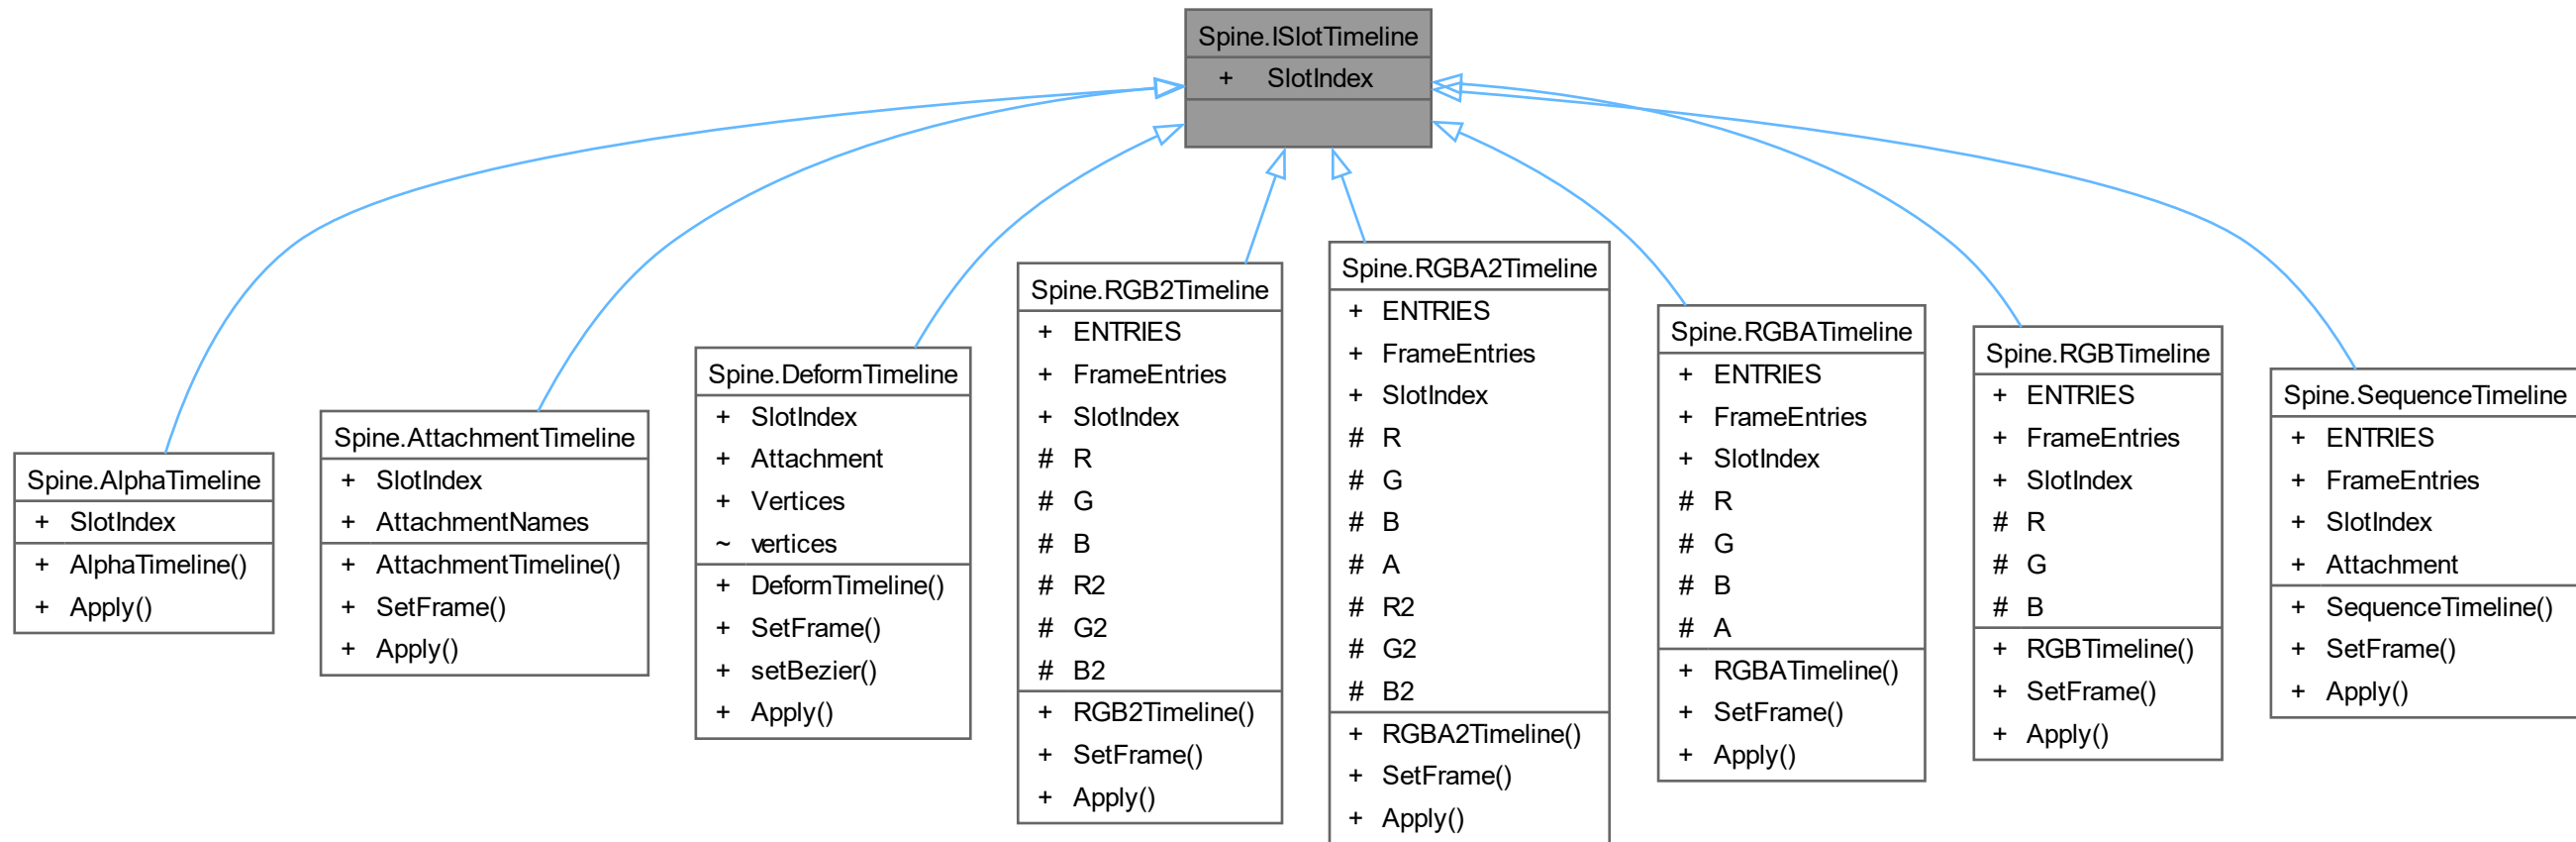 Spine.ISlotTimeline
+ SlotIndex
Spine.AlphaTimeline
+ SlotIndex
+ AlphaTimeline()
+ Apply()
Spine.AttachmentTimeline
+ SlotIndex
+ AttachmentNames
+ AttachmentTimeline()
+ SetFrame()
+ Apply()
Spine.DeformTimeline
+ SlotIndex
+ Attachment
+ Vertices
~ vertices
+ DeformTimeline()
+ SetFrame()
+ setBezier()
+ Apply()
Spine.RGB2Timeline
+ ENTRIES
+ FrameEntries
+ SlotIndex
# R
# G
# B
# R2
# G2
# B2
+ RGB2Timeline()
+ SetFrame()
+ Apply()
Spine.RGBA2Timeline
+ ENTRIES
+ FrameEntries
+ SlotIndex
# R
# G
# B
# A
# R2
# G2
# B2
+ RGBA2Timeline()
+ SetFrame()
+ Apply()
Spine.RGBATimeline
+ ENTRIES
+ FrameEntries
+ SlotIndex
# R
# G
# B
# A
+ RGBATimeline()
+ SetFrame()
+ Apply()
Spine.RGBTimeline
+ ENTRIES
+ FrameEntries
+ SlotIndex
# R
# G
# B
+ RGBTimeline()
+ SetFrame()
+ Apply()
Spine.SequenceTimeline
+ ENTRIES
+ FrameEntries
+ SlotIndex
+ Attachment
+ SequenceTimeline()
+ SetFrame()
+ Apply()